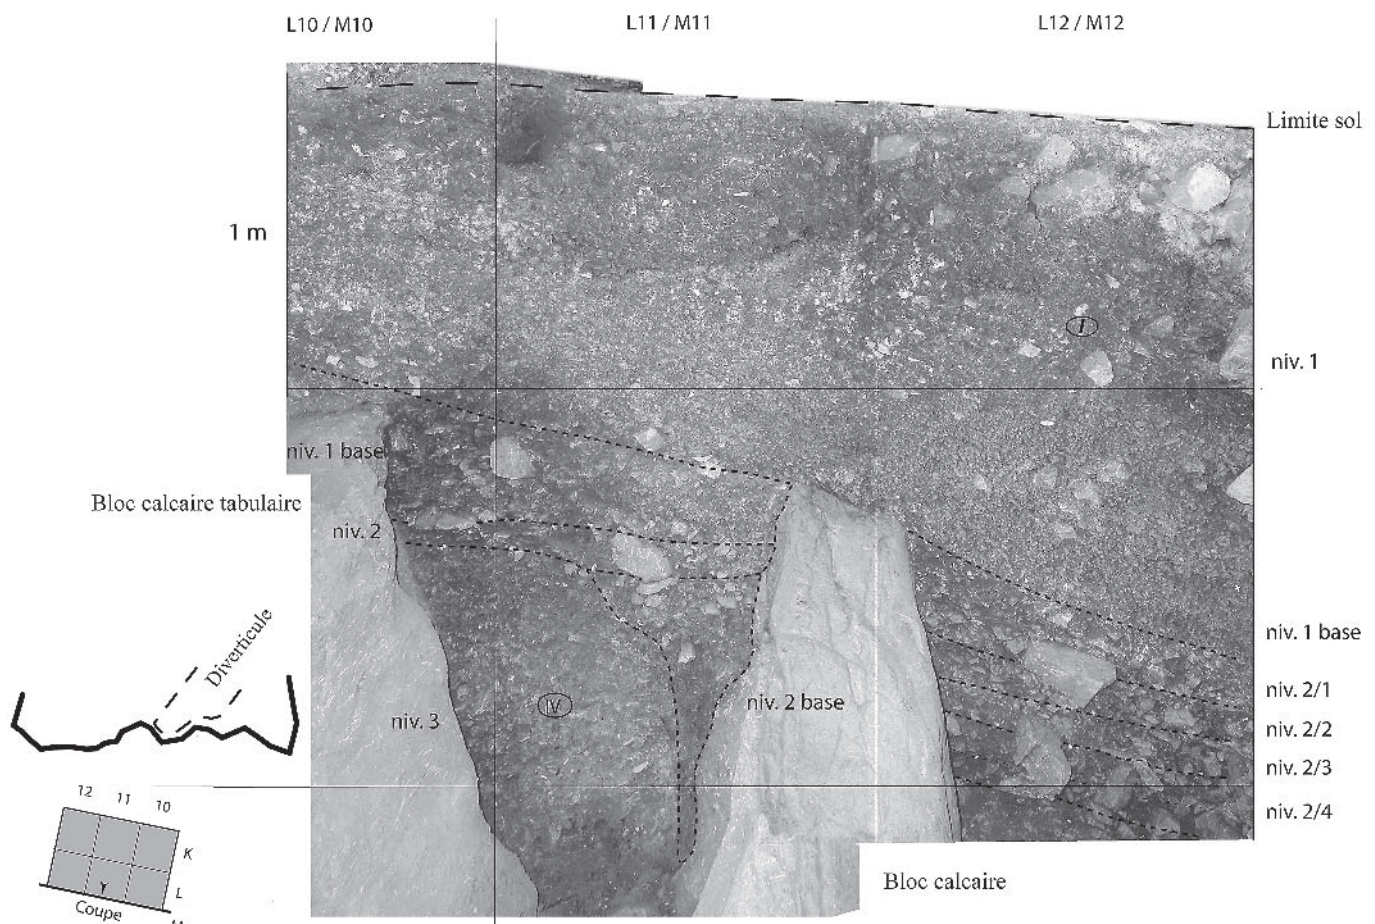 L10 / M10
L11 / M11
L12 / M12
Limite sol
1 m
I
niv. 1
niv. 1 base
Bloc calcaire tabulaire
niv. 2
niv. 3
IV
niv. 2 base
niv. 1 base
niv. 2/1
niv. 2/2
niv. 2/3
niv. 2/4
Bloc calcaire
Diverticule
12 11 10
K
L
Coupe